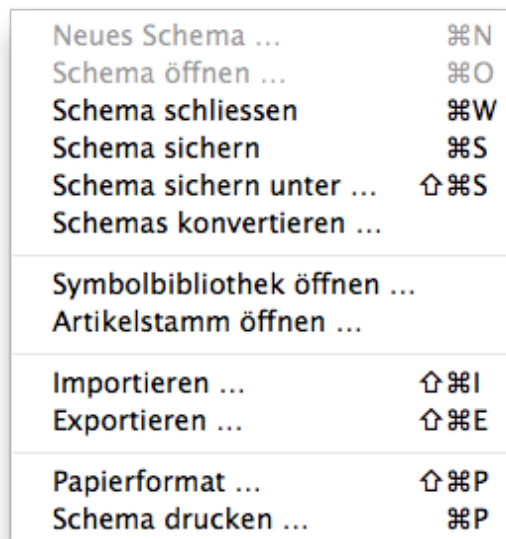 Neues Schema ... ⌘N
Schema öffnen ... ⌘O
Schema schliessen ⌘W
Schema sichern ⌘S
Schema sichern unter ... ⇧⌘S
Schemas konvertieren ...
Symbolbibliothek öffnen ...
Artikelstamm öffnen ...
Importieren ... ⇧⌘I
Exportieren ... ⇧⌘E
Papierformat ... ⇧⌘P
Schema drucken ... ⌘P